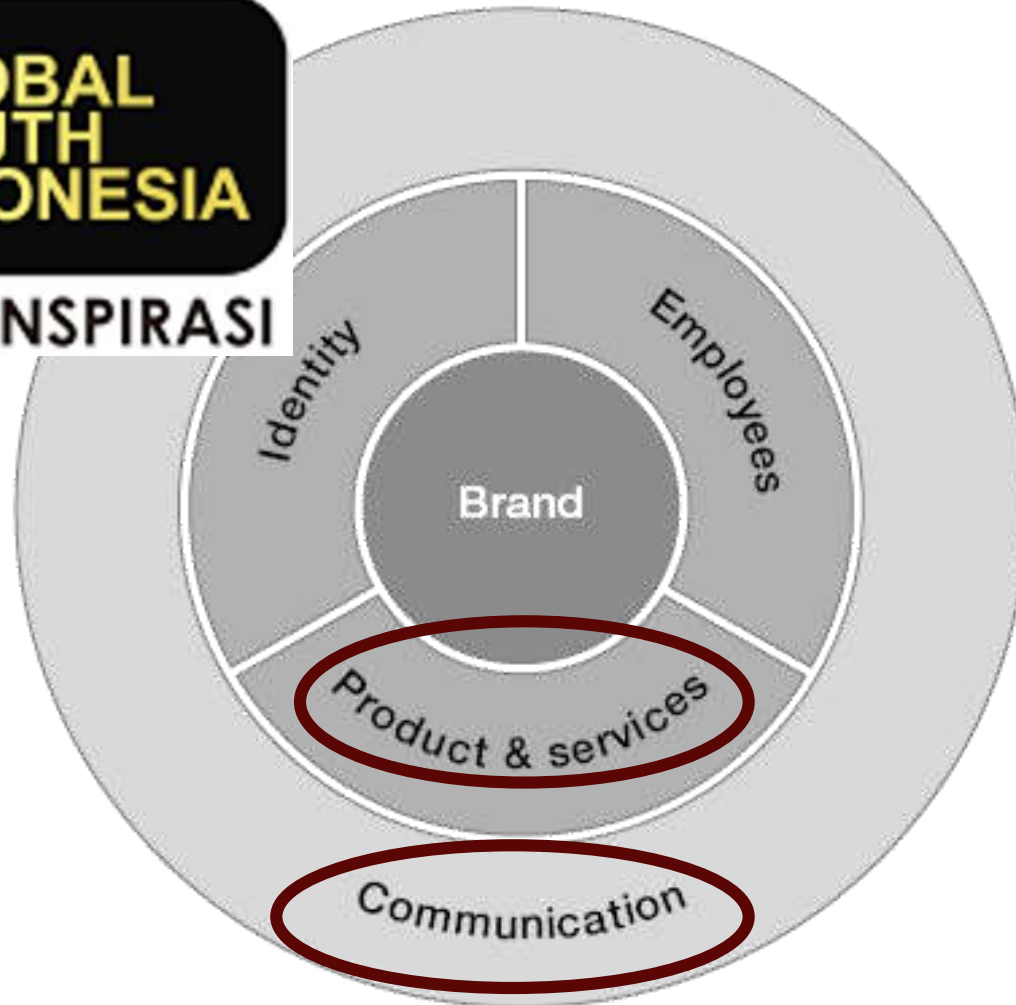 OBAL
UTH
ONESIA
NSPIRASI
Identity
Employees
Brand
Product & services
Communication